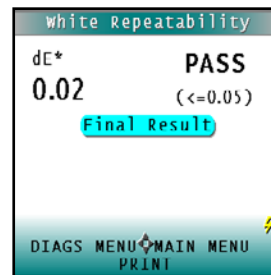 White Repeatability
dE* PASS
0.02 (<=0.05)
Final Result
DIAGS MENU MAIN MENU
PRINT